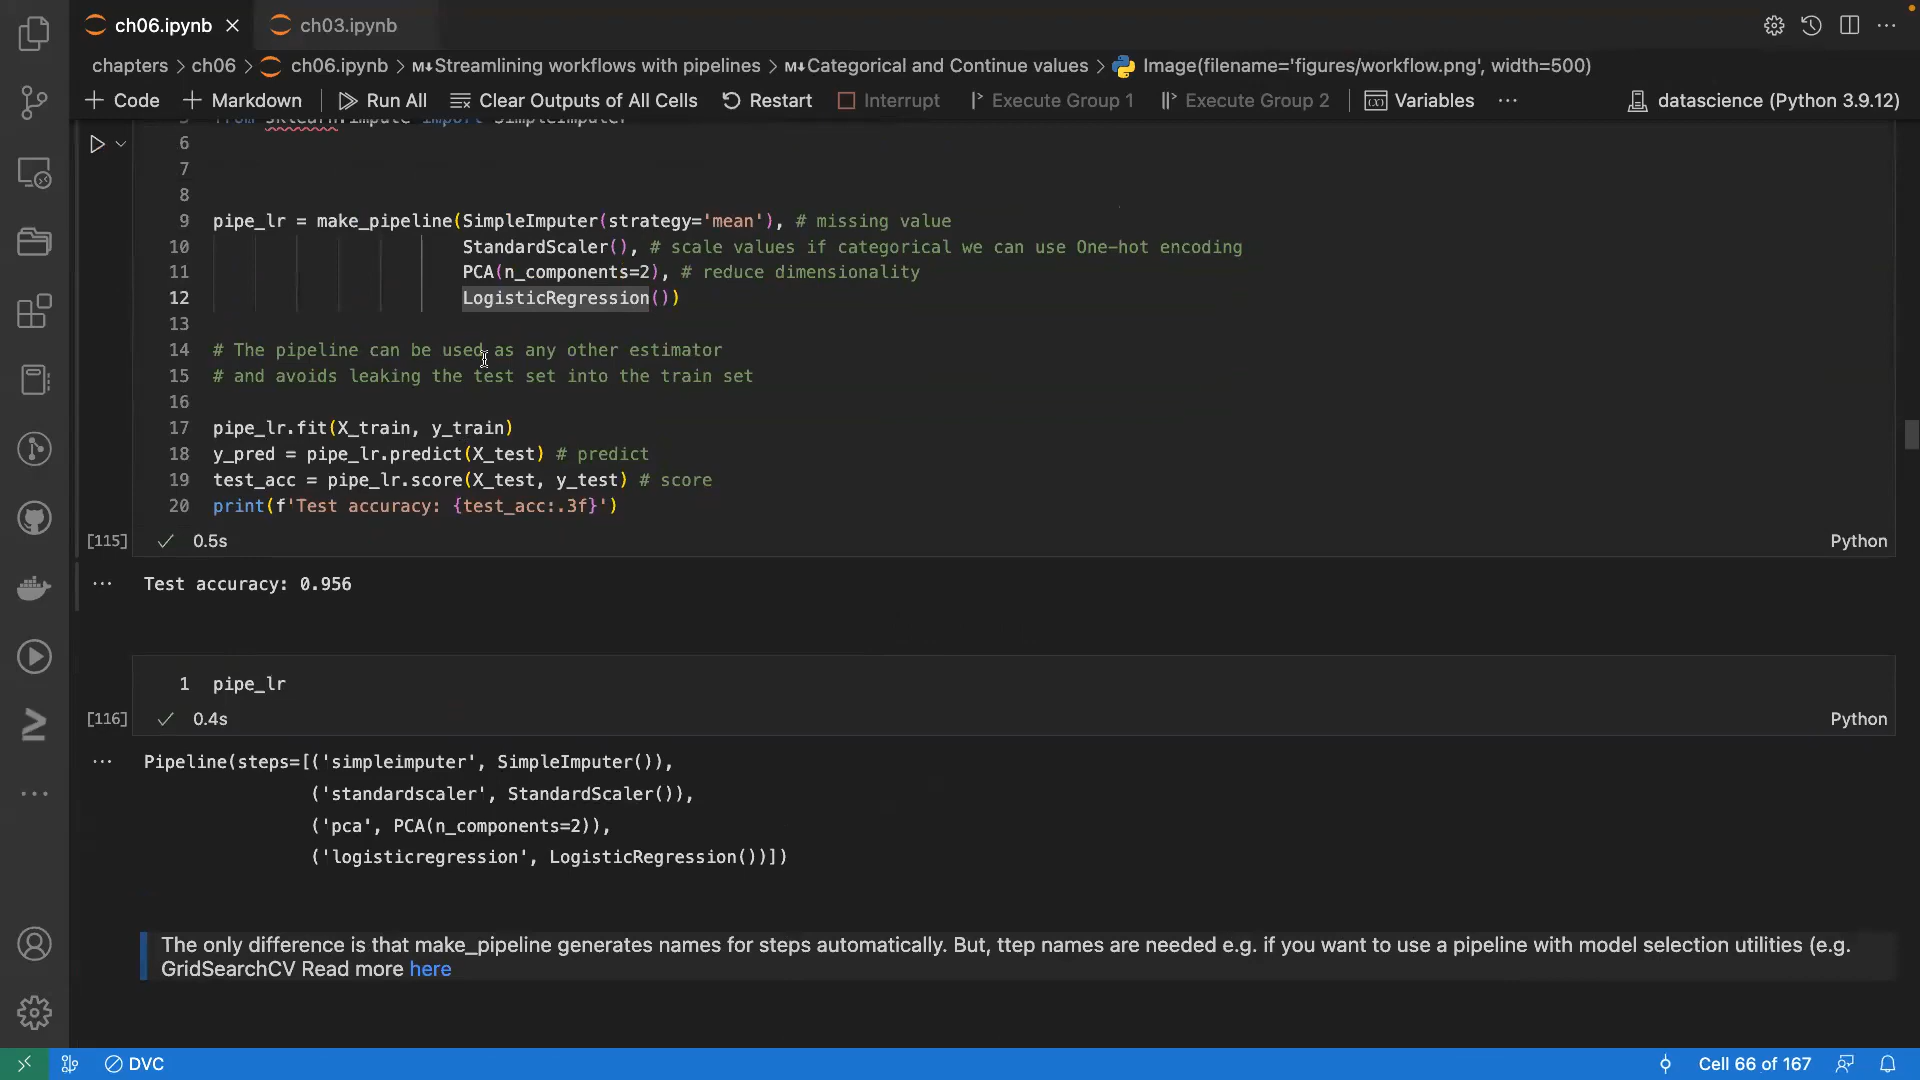 ch06.ipynb
ch03.ipynb
chapters > ch06 > ch06.ipynb > M↓Streamlining workflows with pipelines > M↓Categorical and Continue values > Image(filename='figures/workflow.png', width=500)
+ Code + Markdown Run All Clear Outputs of All Cells Restart Interrupt Execute Group 1 Execute Group 2 Variables ··· datascience (Python 3.9.12)
5 from sklearn.impute import SimpleImputer
6
7
8
9 pipe_lr = make_pipeline(SimpleImputer(strategy='mean'), # missing value
10 StandardScaler(), # scale values if categorical we can use One-hot encoding
11 PCA(n_components=2), # reduce dimensionality
12 LogisticRegression())
13
14 # The pipeline can be used as any other estimator
15 # and avoids leaking the test set into the train set
16
17 pipe_lr.fit(X_train, y_train)
18 y_pred = pipe_lr.predict(X_test) # predict
19 test_acc = pipe_lr.score(X_test, y_test) # score
20 print(f'Test accuracy: {test_acc:.3f}')
[115] ✓ 0.5s Python
··· Test accuracy: 0.956
1 pipe_lr
[116] ✓ 0.4s Python
··· Pipeline(steps=[('simpleimputer', SimpleImputer()),
('standardscaler', StandardScaler()),
('pca', PCA(n_components=2)),
('logisticregression', LogisticRegression())])
The only difference is that make_pipeline generates names for steps automatically. But, ttep names are needed e.g. if you want to use a pipeline with model selection utilities (e.g.
GridSearchCV Read more here
DVC
Cell 66 of 167